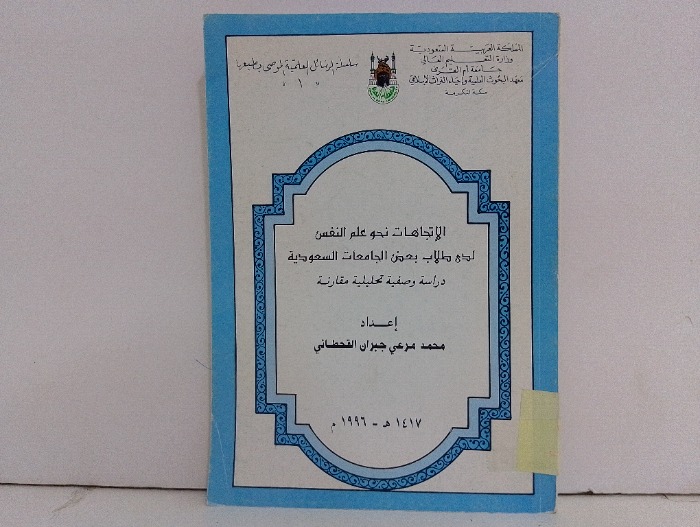 المملكة العربية السعودية
وزارة التعليم العالي
جامعة أم القرى
معهد البحوث العلمية وإحياء التراث الإسلامي
مكة المكرمة
سلسلة الرسائل العلمية الموصى بطبعها
« ١ »
الإتجاهات نحو علم النفس
لدى طلاب بعض الجامعات السعودية
دراسة وصفية تحليلية مقارنة
إعداد
محمد مرعي جبران القحطاني
١٤١٧ هـ - ١٩٩٦ م